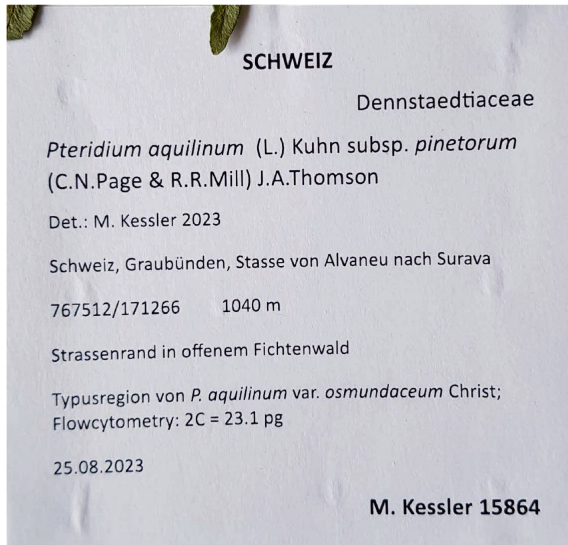 SCHWEIZ
Dennstaedtiaceae
Pteridium aquilinum (L.) Kuhn subsp. pinetorum
(C.N.Page & R.R.Mill) J.A.Thomson
Det.: M. Kessler 2023
Schweiz, Graubünden, Stasse von Alvaneu nach Surava
767512/171266 1040 m
Strassenrand in offenem Fichtenwald
Typusregion von P. aquilinum var. osmundaceum Christ;
Flowcytometry: 2C = 23.1 pg
25.08.2023
M. Kessler 15864